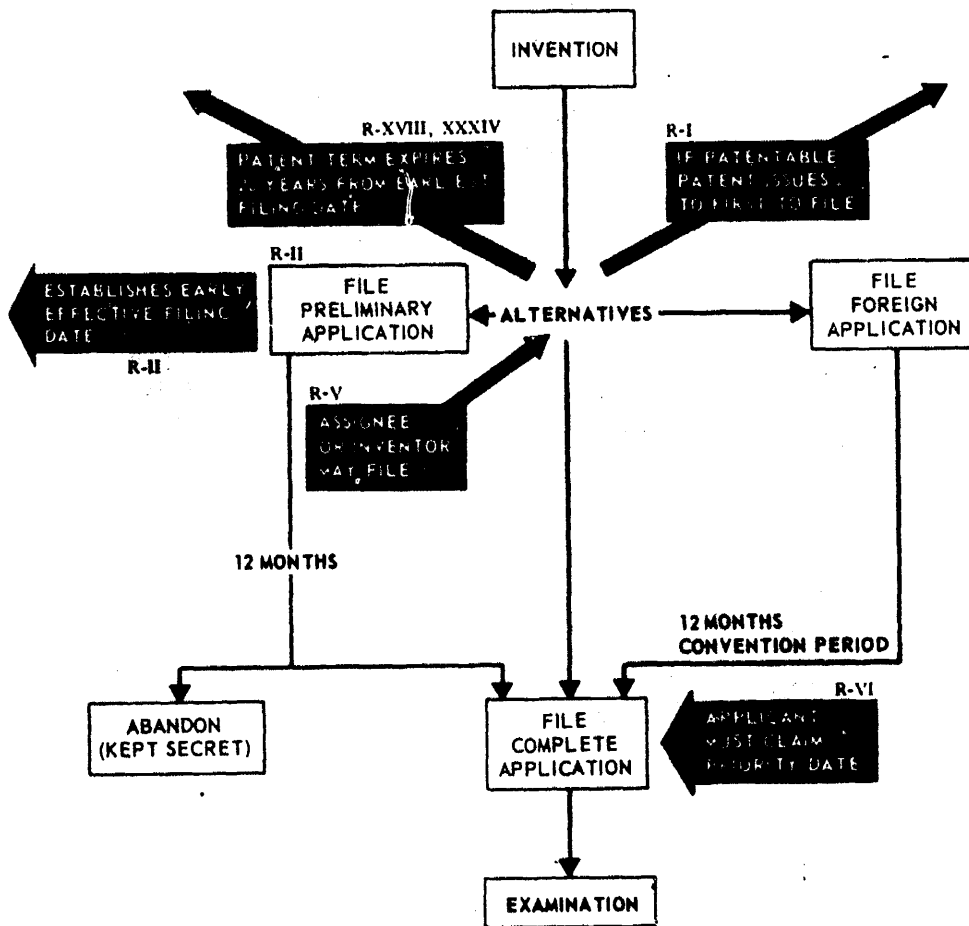 INVENTION
R-XVIII, XXXIV
PATENT TERM EXPIRES
YEARS FROM EARLIEST
FILING DATE
R-I
IF PATENTABLE
PATENT ISSUES
TO FIRST TO FILE
R-II
FILE
PRELIMINARY
APPLICATION
ESTABLISHES EARLY
EFFECTIVE FILING
DATE
R-II
ALTERNATIVES
FILE
FOREIGN
APPLICATION
R-V
ASSIGNEE
OR INVENTOR
MAY FILE
12 MONTHS
12 MONTHS
CONVENTION PERIOD
R-VI
APPLICANT
MUST CLAIM
PRIORITY DATE
ABANDON
(KEPT SECRET)
FILE
COMPLETE
APPLICATION
EXAMINATION